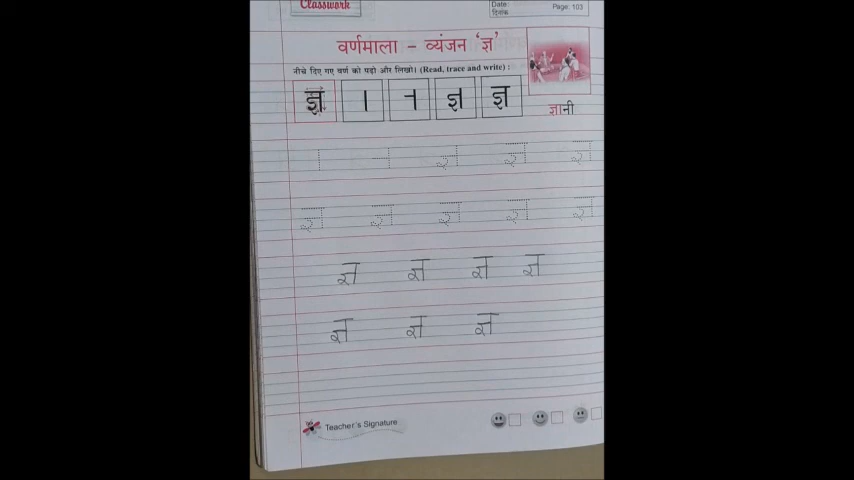 Classwork
Date:
दिनांक
Page: 103
वर्णमाला – व्यंजन ‘ज्ञ’
नीचे दिए गए वर्ण को पढ़ो और लिखो। (Read, trace and write) :
ज्ञ । ा ज्ञ ज्ञ
ज्ञानी
ज्ञ ज्ञ ज्ञ
ज्ञ ज्ञ ज्ञ ज्ञ ज्ञ
ज्ञ ज्ञ ज्ञ ज्ञ
ज्ञ ज्ञ ज्ञ
Teacher's Signature